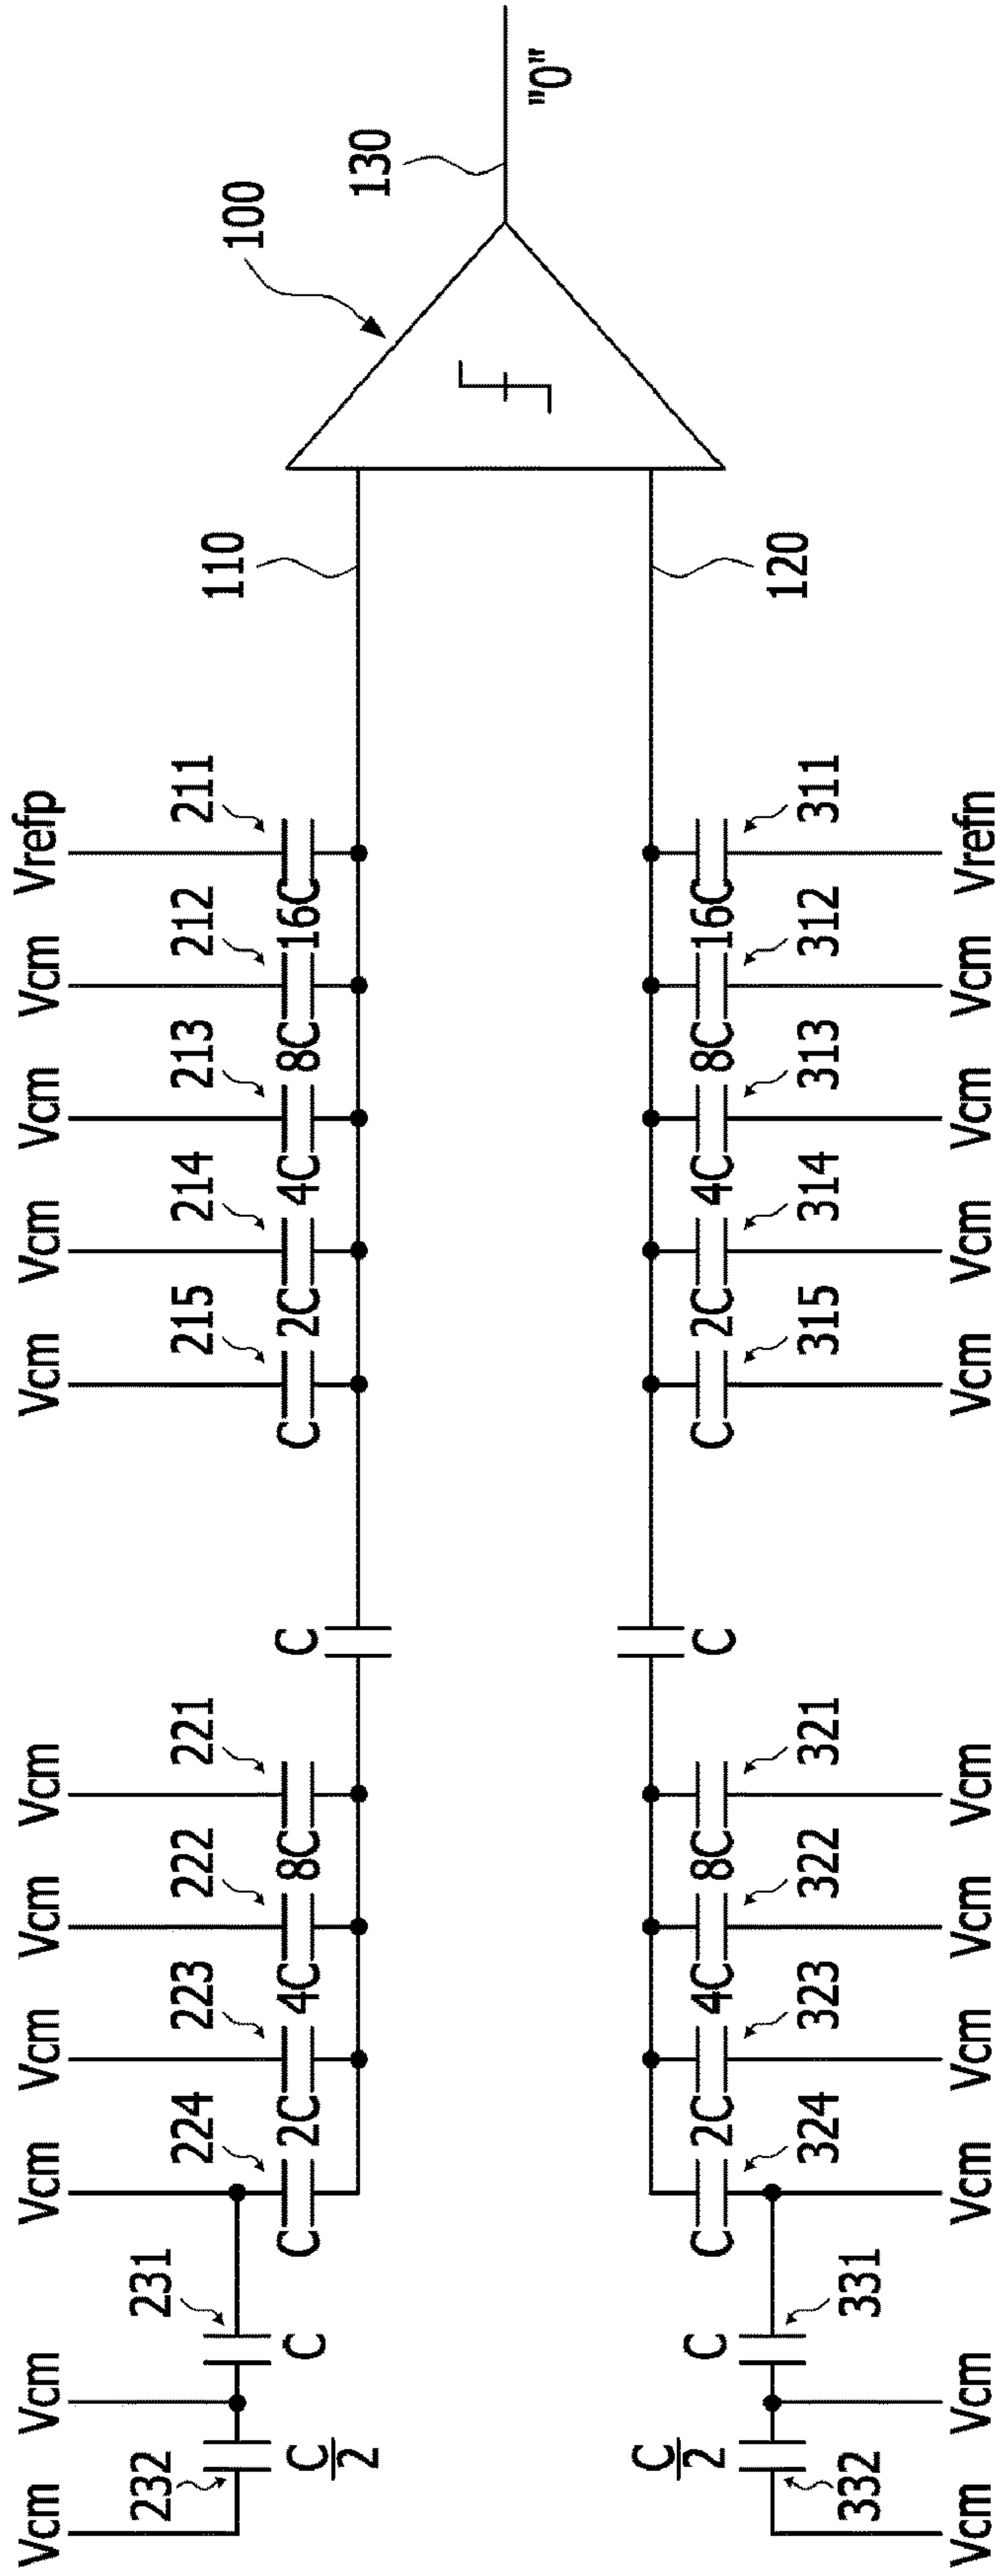 Vcm Vcm Vcm Vcm Vcm Vcm Vcm Vcm Vcm Vcm Vrefp
232 231 224 223 222 221 215 214 213 212 211
C/2 C C 2C 4C 8C C C 2C 4C 8C 16C
110 100 130
"0"
120
C/2 C C 2C 4C 8C C C 2C 4C 8C 16C
332 331 324 323 322 321 315 314 313 312 311
Vcm Vcm Vcm Vcm Vcm Vcm Vcm Vcm Vcm Vcm Vrefn